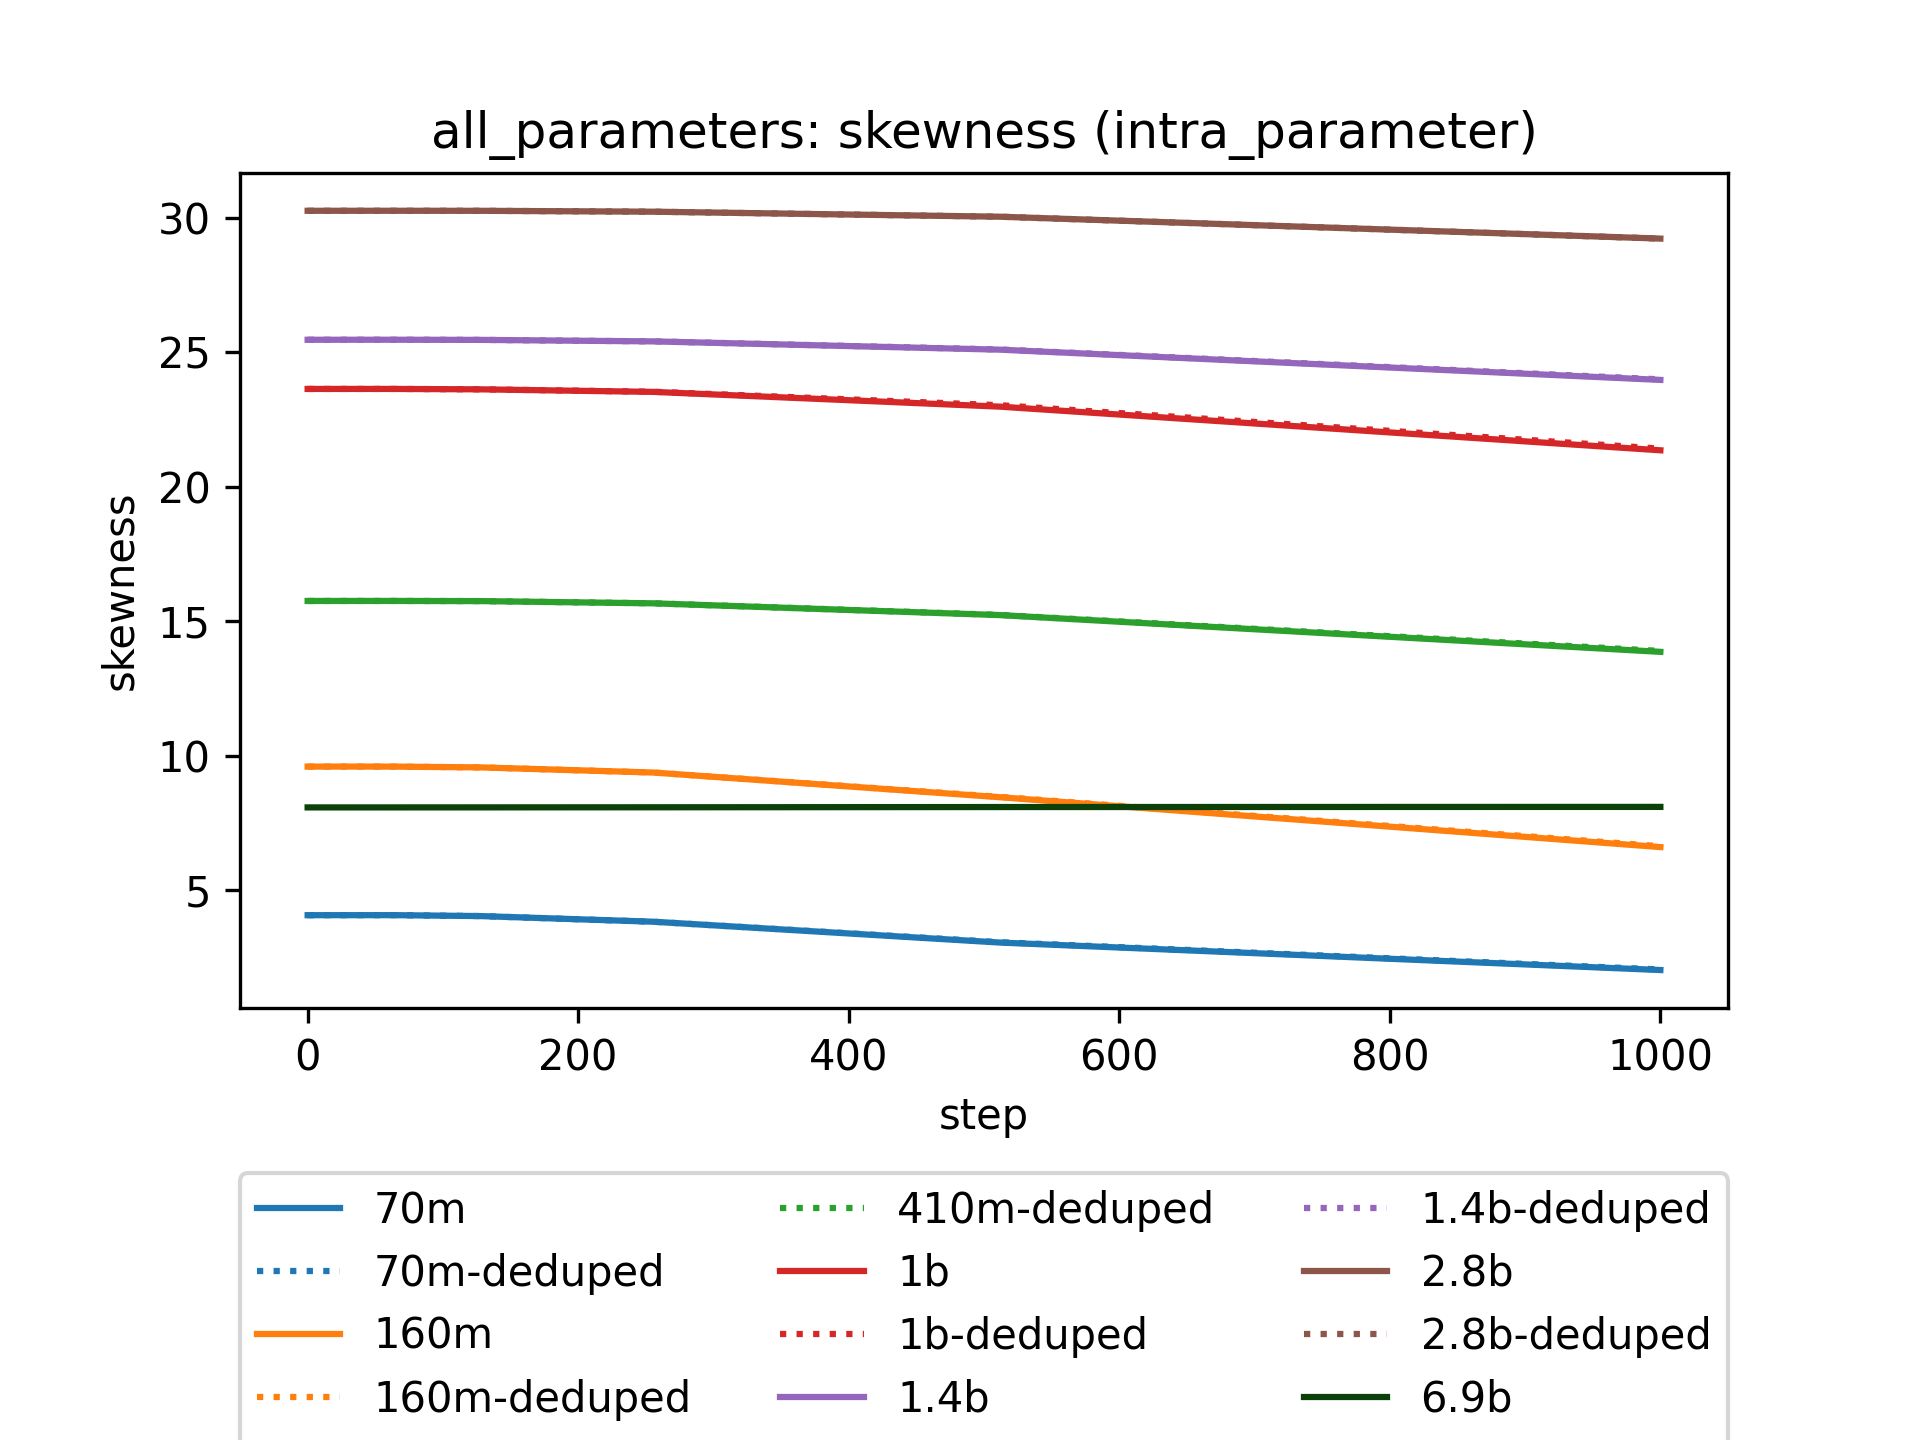 all_parameters: skewness (intra_parameter)
skewness
30
25
20
15
10
5
0 200 400 600 800 1000
step
70m
70m-deduped
160m
160m-deduped
410m-deduped
1b
1b-deduped
1.4b
1.4b-deduped
2.8b
2.8b-deduped
6.9b